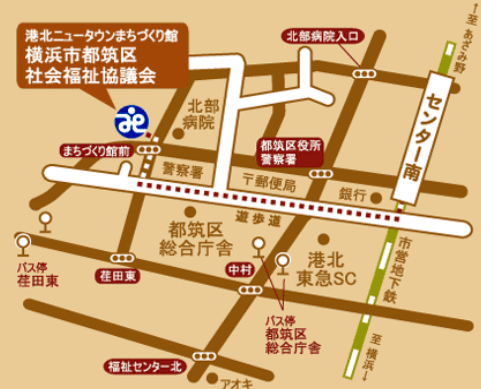 港北ニュータウンまちづくり館
横浜市都筑区
社会福祉協議会
北部病院入口
←至 あざみ野
センター南
北部
病院
まちづくり館前
都筑区役所
警察署
警察署
〒郵便局
銀行
遊歩道
都筑区
総合庁舎
港北
東急SC
市営地下鉄
バス停
荏田東
荏田東
中村
バス停
都筑区
総合庁舎
至 横浜→
福祉センター北
アオキ